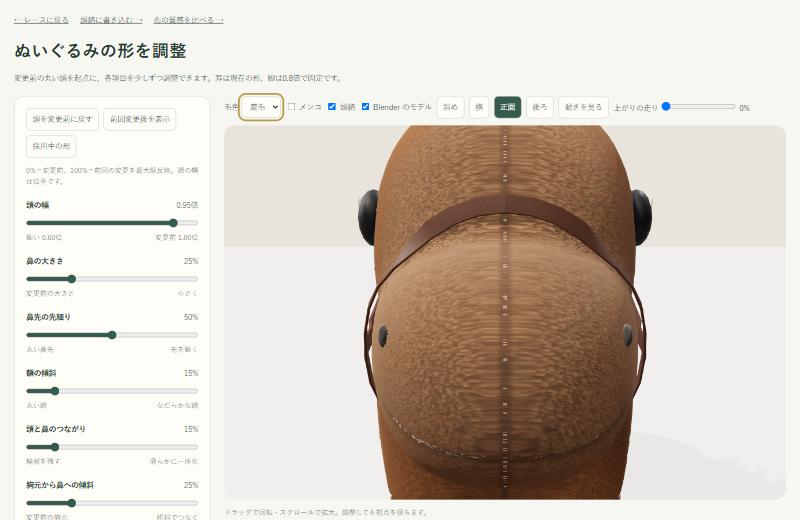 ← レースに戻る 頭絡に書き込む → 布の質感を比べる →
ぬいぐるみの形を調整
変更前の丸い頭を起点に、各項目を少しずつ調整できます。耳は現在の形、脚は0.8倍で固定です。
毛色 鹿毛 メンコ 頭絡 Blender のモデル 斜め 横 正面 後ろ 動きを見る 上がりの走り 0%
頭を変更前に戻す 前回変更後を表示
採用中の形
0%=変更前、100%=前回の変更を最大限反映。頭の幅
は倍率です。
頭の幅 0.95倍
細い 0.60倍 変更前 1.00倍
鼻の大きさ 25%
変更前の大きさ 小さく
鼻先の先細り 50%
丸い鼻先 先を細く
額の傾斜 15%
丸い額 なだらかな額
頭と鼻のつながり 15%
輪郭を残す 滑らかに一体化
胸元から鼻への傾斜 25%
変更前の胸元 傾斜でつなぐ
ドラッグで回転・スクロールで拡大。調整しても視点を保ちます。